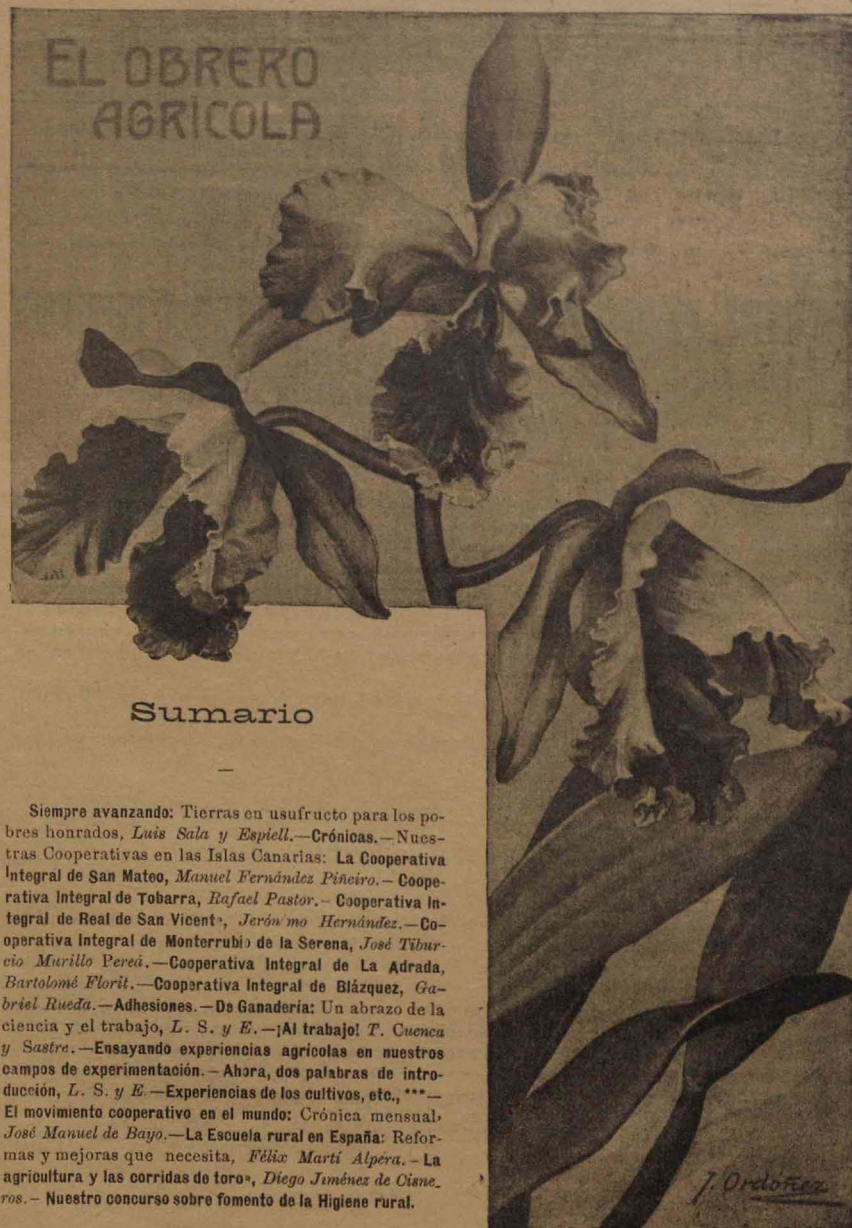 EL OBRERO
AGRÍCOLA
Sumario
Siempre avanzando: Tierras en usufructo para los po-
bres honrados, Luis Sala y Espiell.—Crónicas.—Nues-
tras Cooperativas en las Islas Canarias: La Cooperativa
Integral de San Mateo, Manuel Fernández Piñeiro.—Coope-
rativa Integral de Tobarra, Rafael Pastor.—Cooperativa In-
tegral de Real de San Vicente, Jerónimo Hernández.—Co-
operativa Integral de Monterrubio de la Serena, José Tibur-
cio Murillo Pereá.—Cooperativa Integral de La Adrada,
Bartolomé Florit.—Cooperativa Integral de Blázquez, Ga-
briel Rueda.—Adhesiones.—De Ganadería: Un abrazo de la
ciencia y el trabajo, L. S. y E.—¡Al trabajo! T. Cuenca
y Sastre.—Ensayando experiencias agrícolas en nuestros
campos de experimentación.—Ahora, dos palabras de intro-
ducción, L. S. y E.—Experiencias de los cultivos, etc., ***—
El movimiento cooperativo en el mundo: Crónica mensual,
José Manuel de Bayo.—La Escuela rural en España: Refor-
mas y mejoras que necesita, Félix Martí Alpera.—La
agricultura y las corridas de toros, Diego Jiménez de Cisne-
ros.—Nuestro concurso sobre fomento de la Higiene rural.
J. Ordóñez